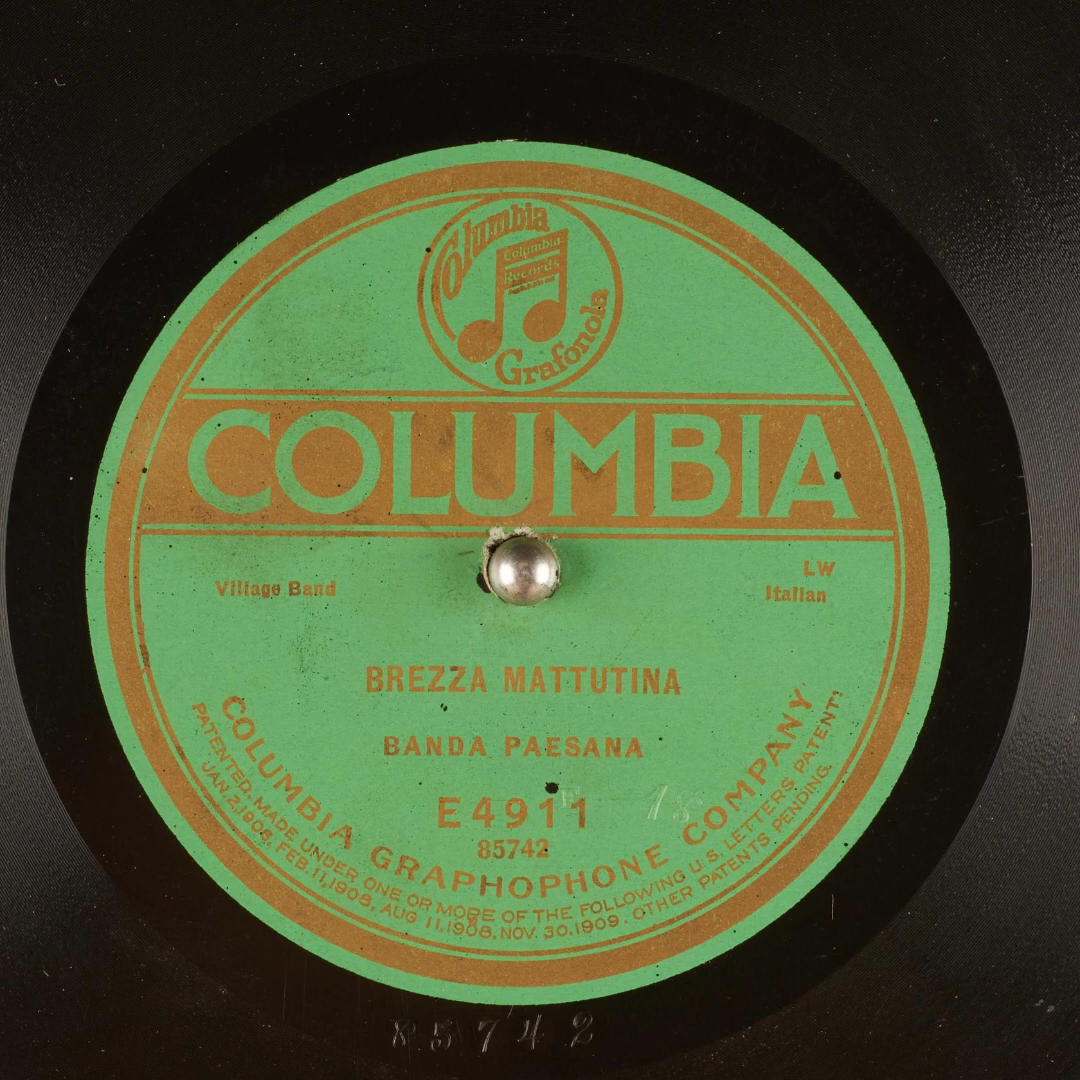 Columbia
Columbia
Records
Grafonola
COLUMBIA
LW
Village Band
Italian
BREZZA MATTUTINA
BANDA PAESANA
E4911
85742
COLUMBIA GRAPHOPHONE COMPANY
PATENTED. MADE UNDER ONE OR MORE OF THE FOLLOWING U.S. LETTERS PATENT:
JAN.2,1908, FEB.11,1908, AUG 11,1908, NOV. 30,1909. OTHER PATENTS PENDING.
85742